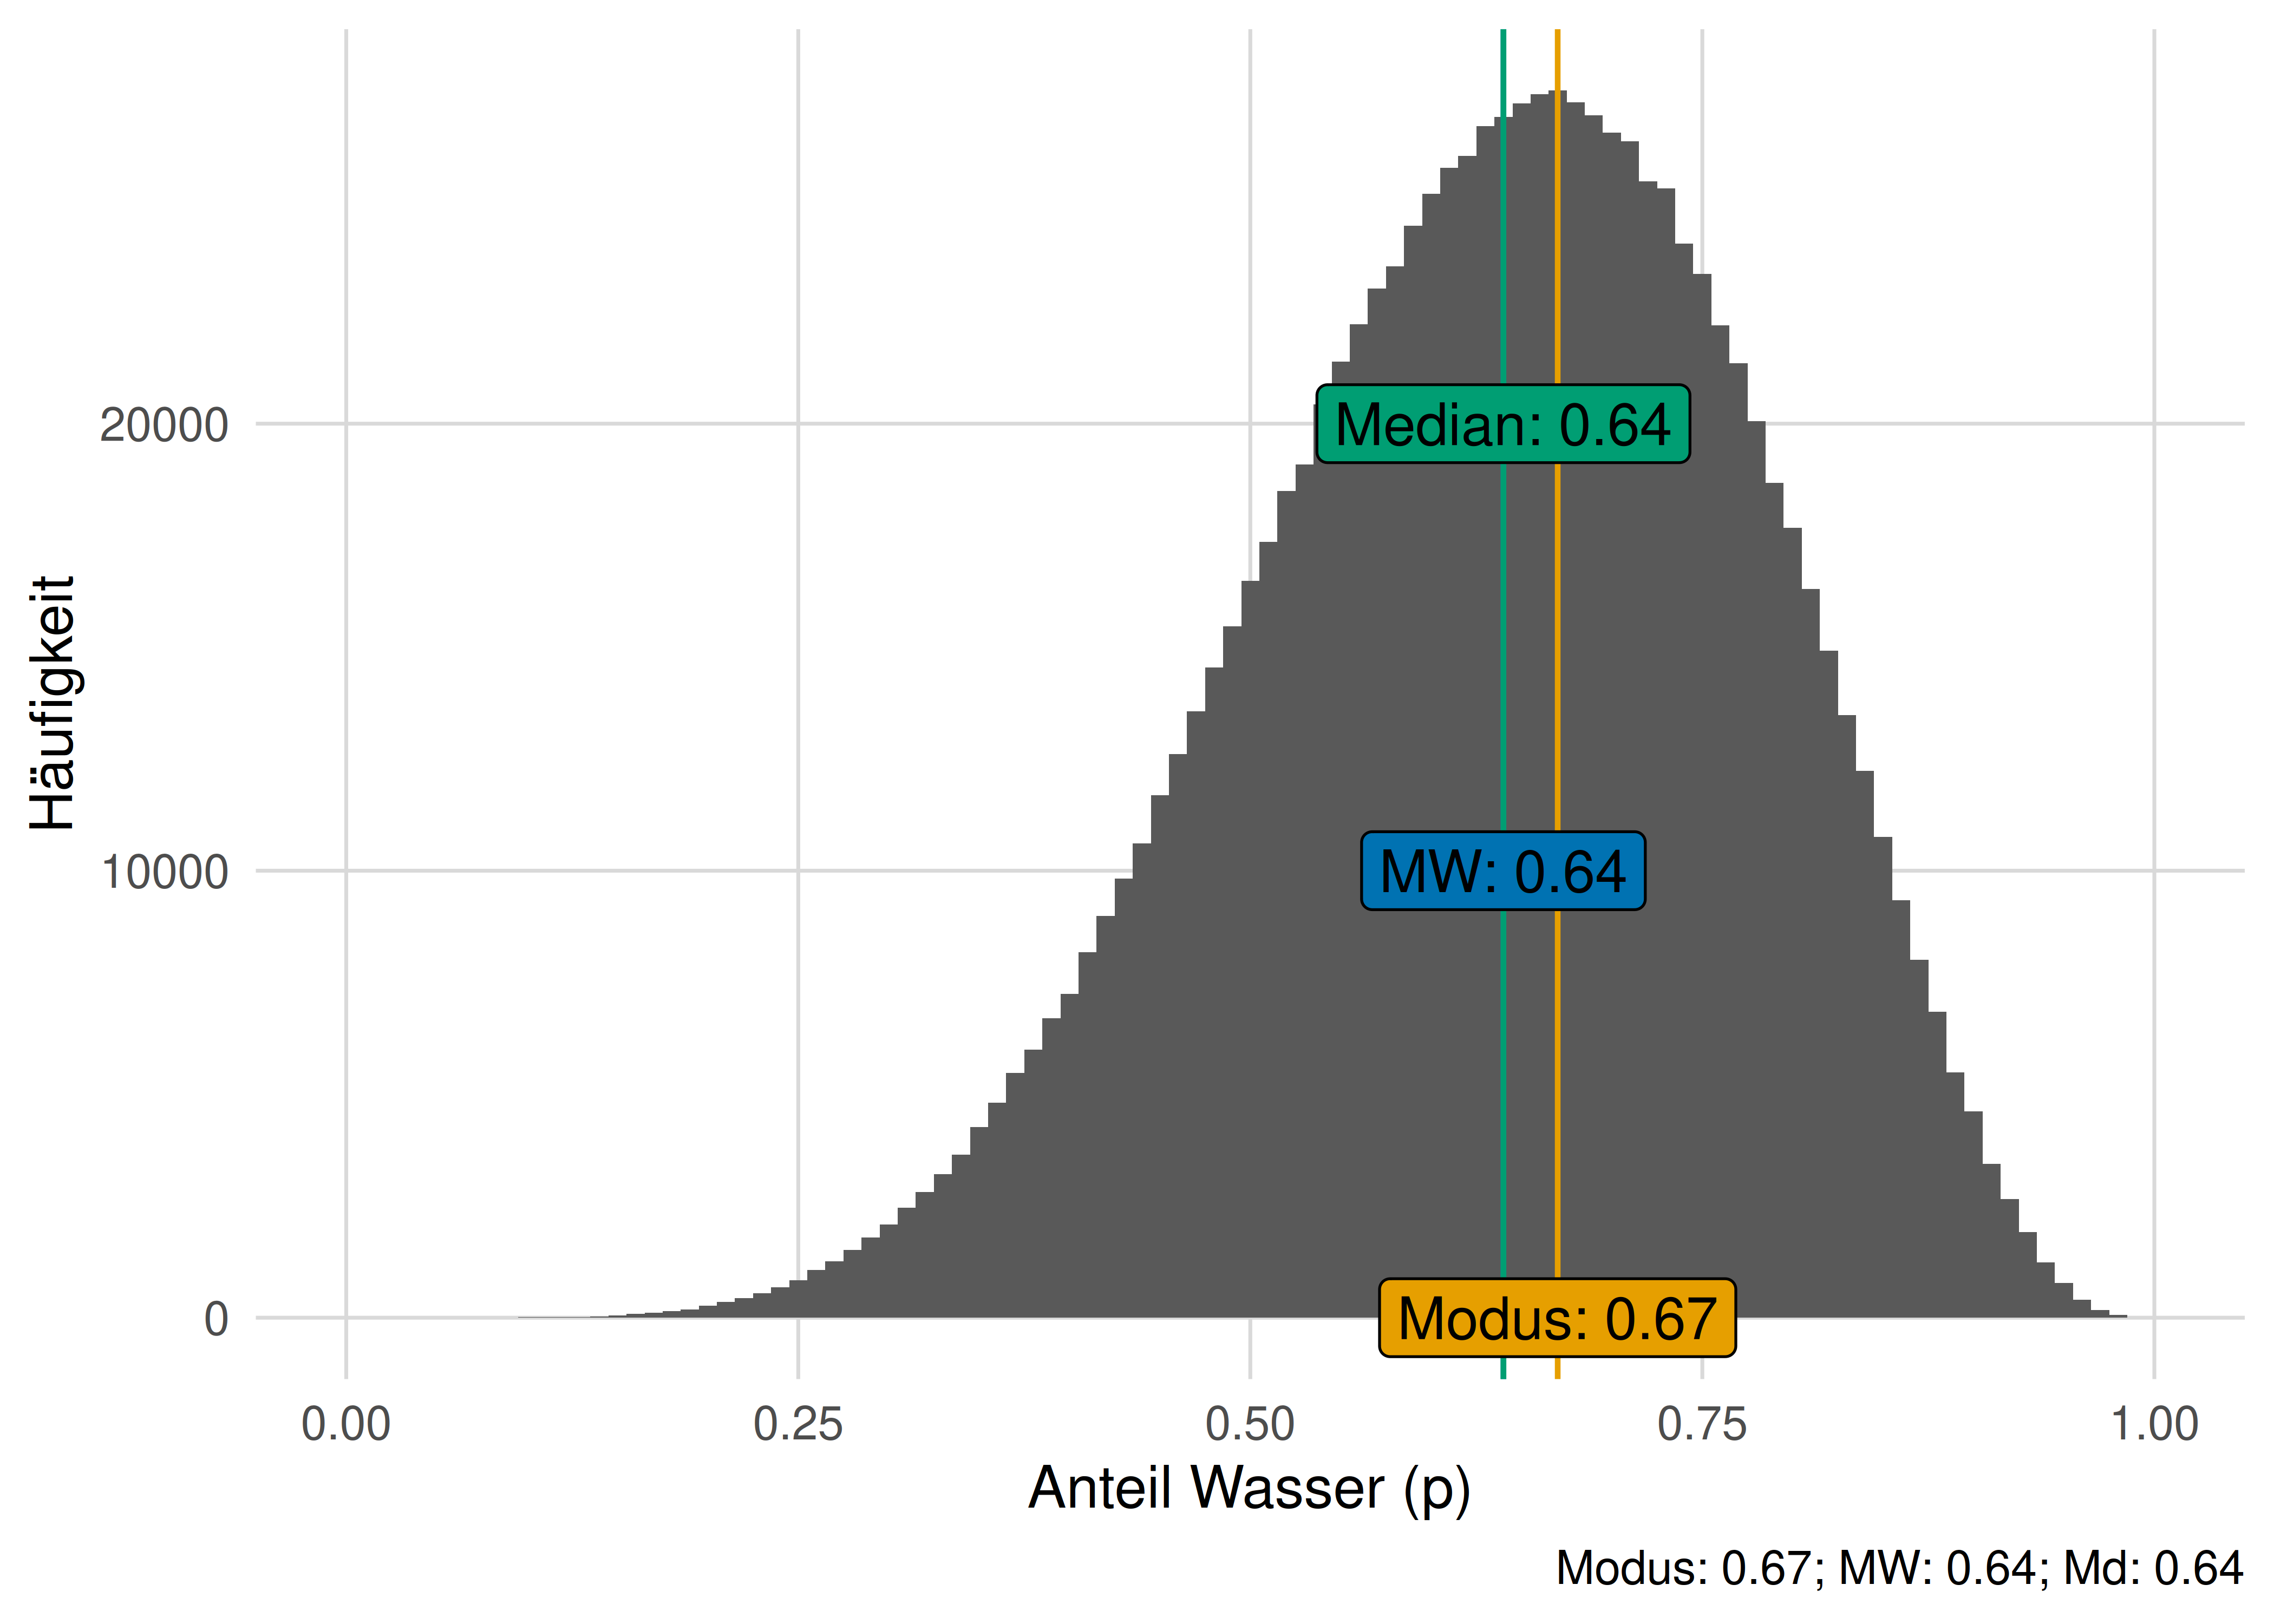 Häufigkeit
20000
10000
0
Median: 0.64
MW: 0.64
Modus: 0.67
0.00 0.25 0.50 0.75 1.00
Anteil Wasser (p)
Modus: 0.67; MW: 0.64; Md: 0.64